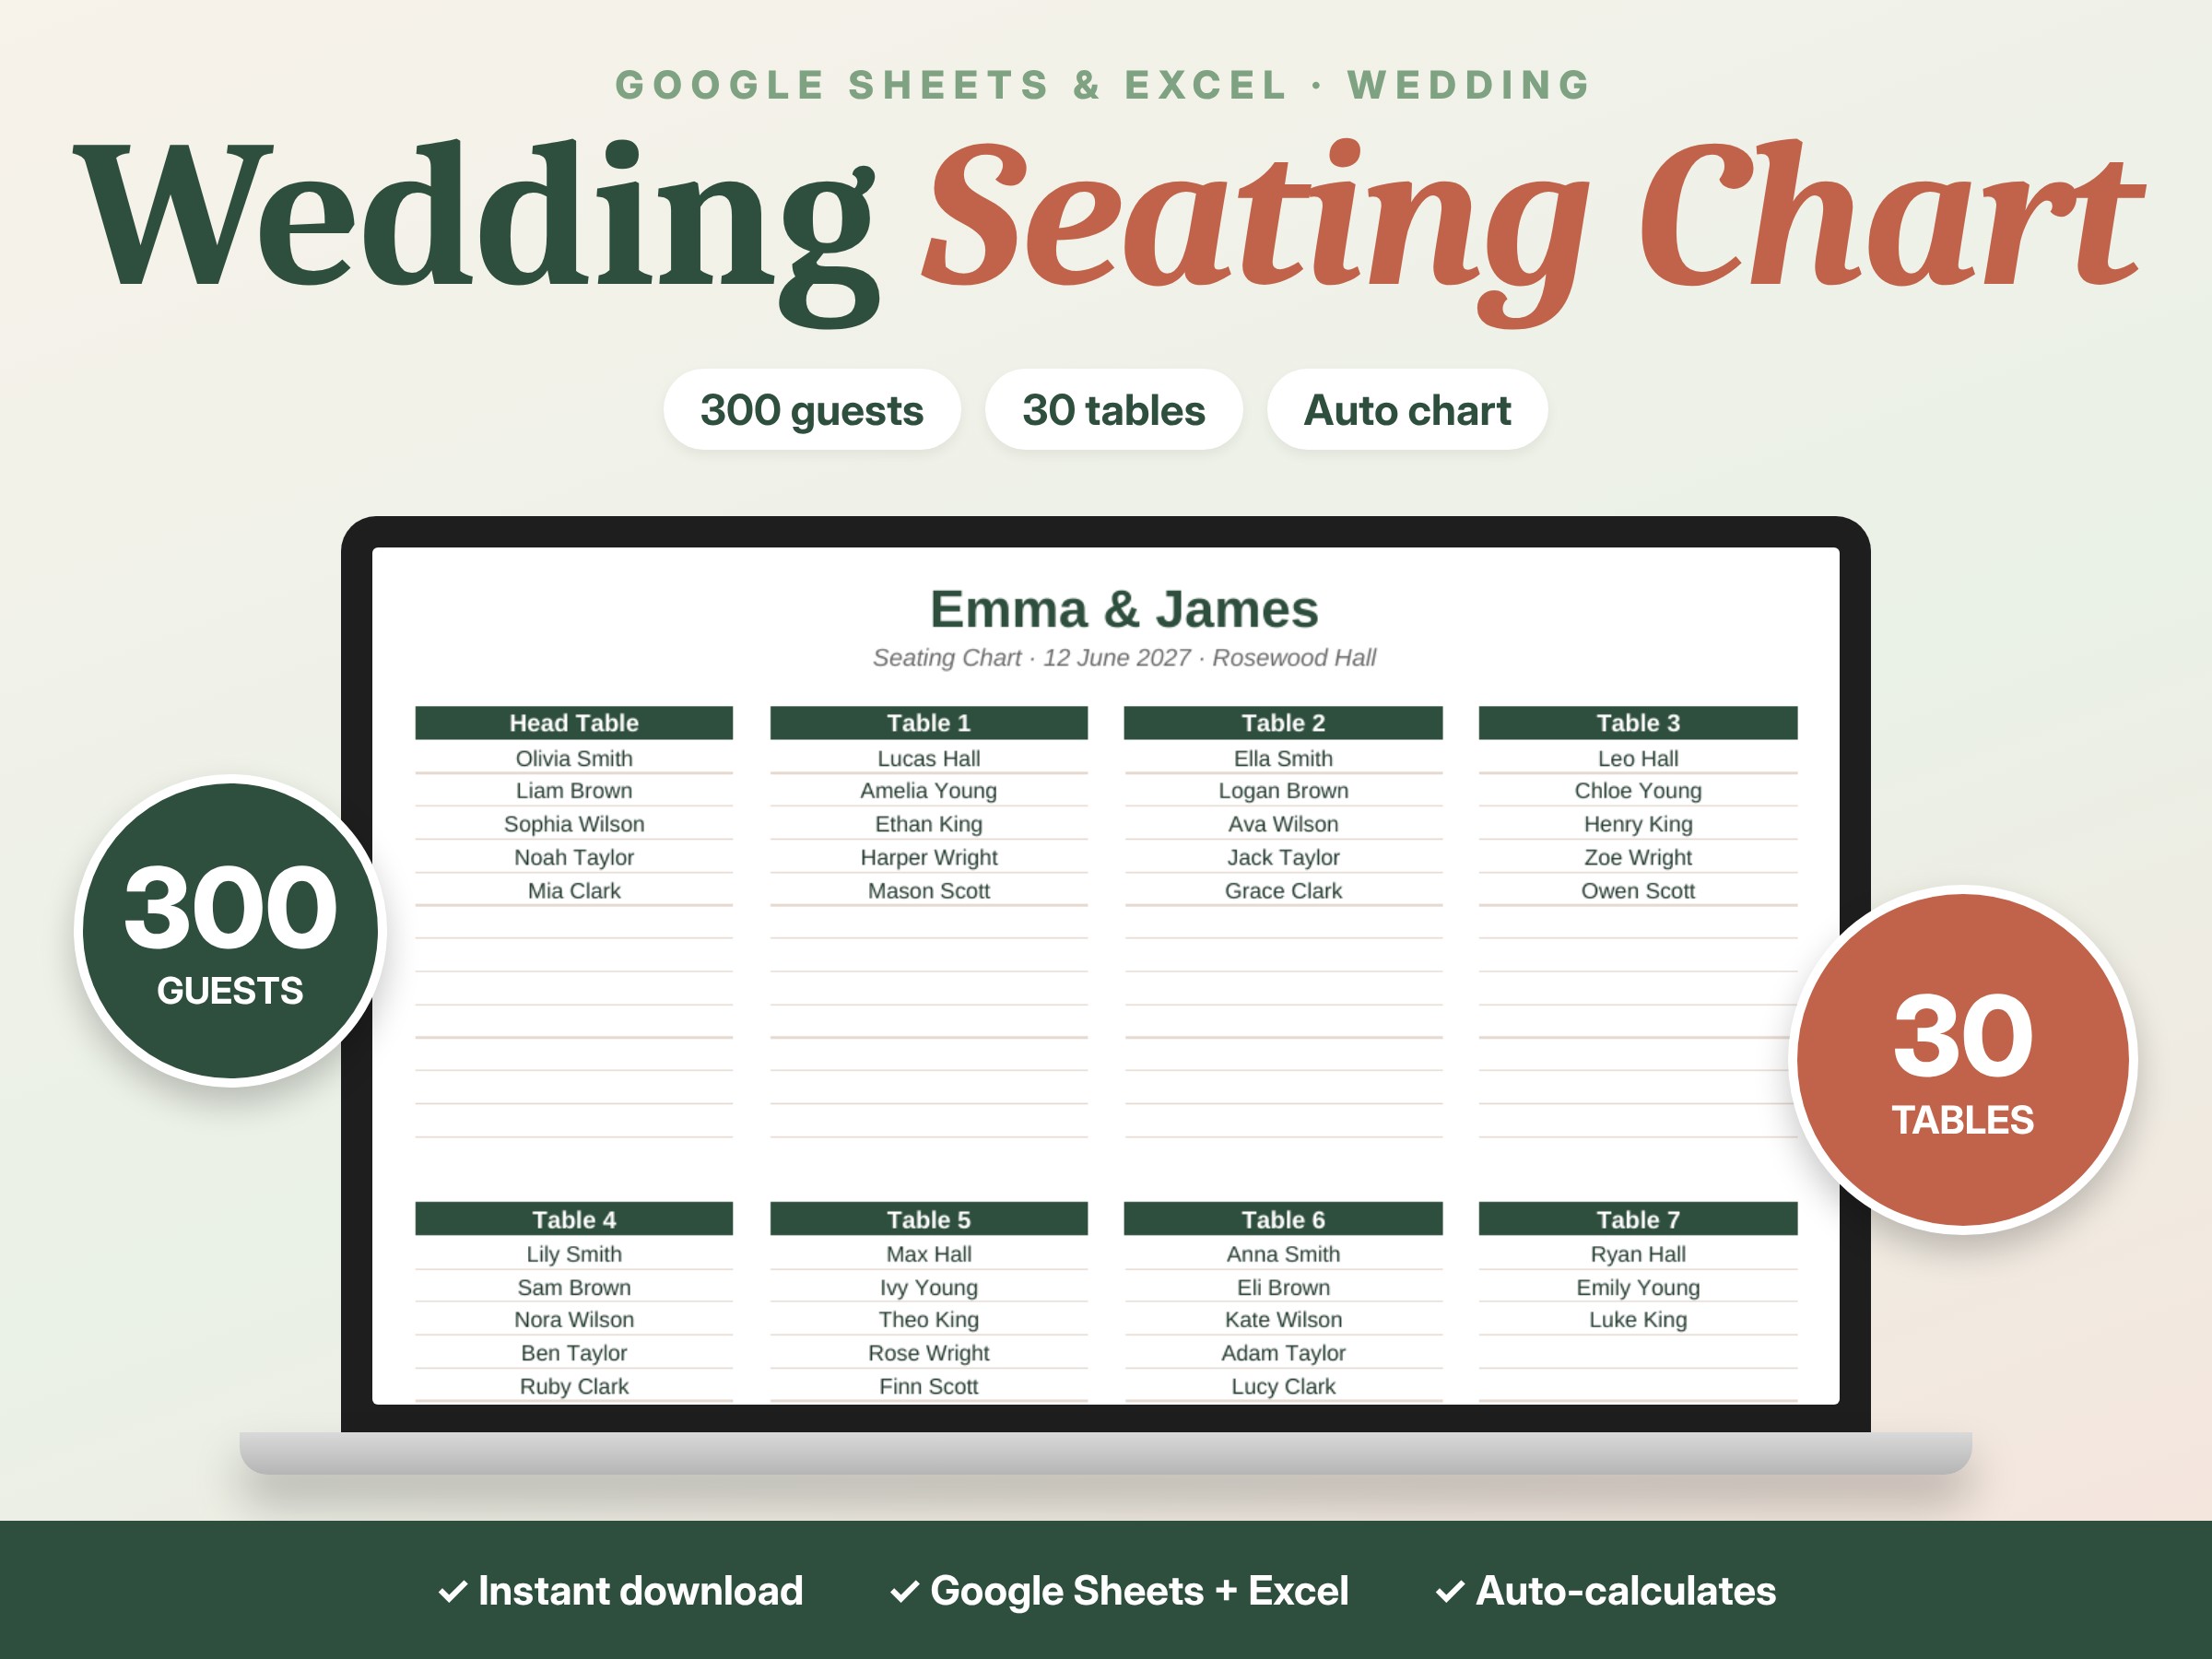 GOOGLE SHEETS & EXCEL · WEDDING
Wedding Seating Chart
300 guests
30 tables
Auto chart
Emma & James
Seating Chart · 12 June 2027 · Rosewood Hall
Head Table
Olivia Smith
Liam Brown
Sophia Wilson
Noah Taylor
Mia Clark
Table 1
Lucas Hall
Amelia Young
Ethan King
Harper Wright
Mason Scott
Table 2
Ella Smith
Logan Brown
Ava Wilson
Jack Taylor
Grace Clark
Table 3
Leo Hall
Chloe Young
Henry King
Zoe Wright
Owen Scott
300
GUESTS
30
TABLES
Table 4
Lily Smith
Sam Brown
Nora Wilson
Ben Taylor
Ruby Clark
Table 5
Max Hall
Ivy Young
Theo King
Rose Wright
Finn Scott
Table 6
Anna Smith
Eli Brown
Kate Wilson
Adam Taylor
Lucy Clark
Table 7
Ryan Hall
Emily Young
Luke King
✓ Instant download
✓ Google Sheets + Excel
✓ Auto-calculates